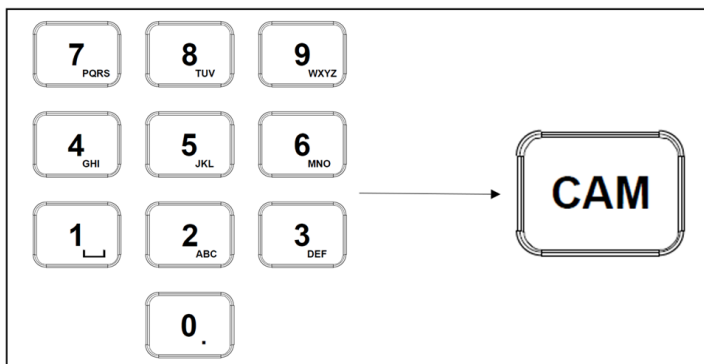 7 PQRS 8 TUV 9 WXYZ
4 GHI 5 JKL 6 MNO
CAM
1 2 ABC 3 DEF
0 .